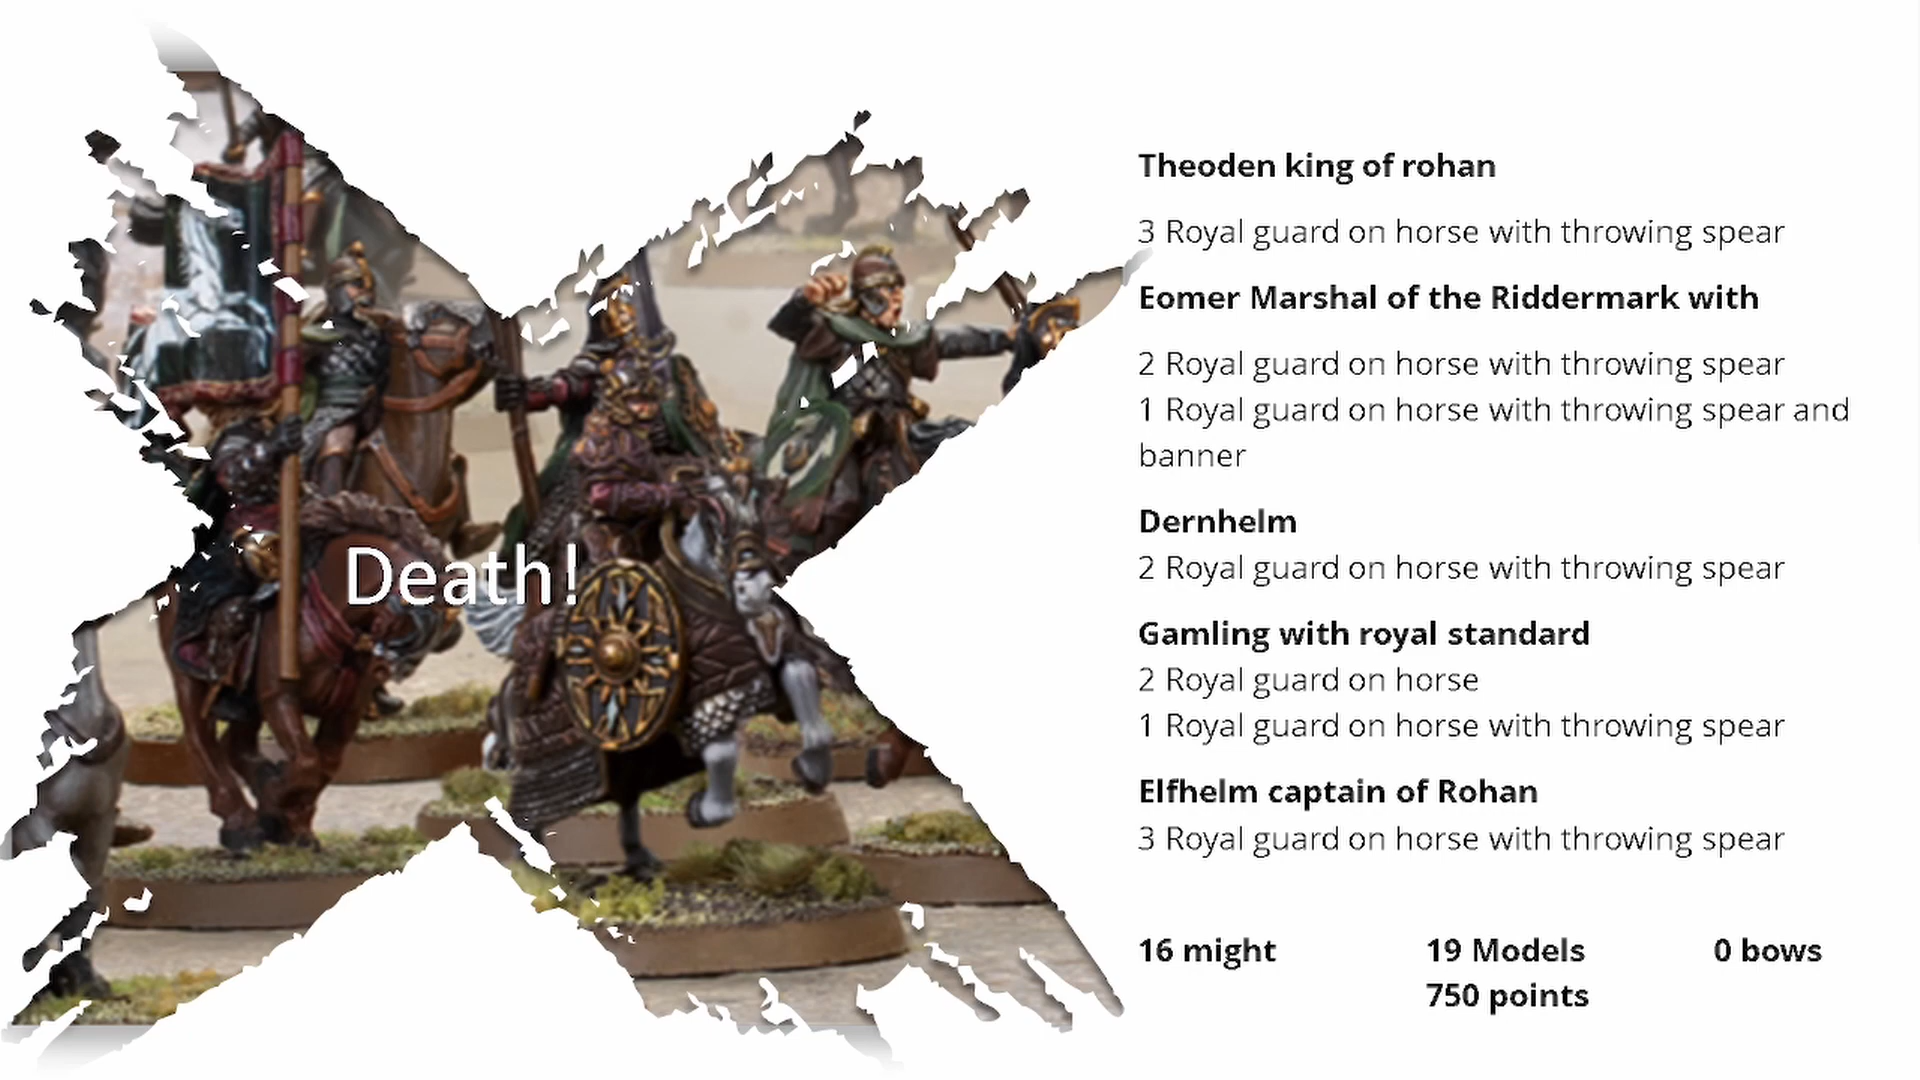 Death!
Theoden king of rohan
3 Royal guard on horse with throwing spear
Eomer Marshal of the Riddermark with
2 Royal guard on horse with throwing spear
1 Royal guard on horse with throwing spear and
banner
Dernhelm
2 Royal guard on horse with throwing spear
Gamling with royal standard
2 Royal guard on horse
1 Royal guard on horse with throwing spear
Elfhelm captain of Rohan
3 Royal guard on horse with throwing spear
16 might 19 Models 0 bows
750 points